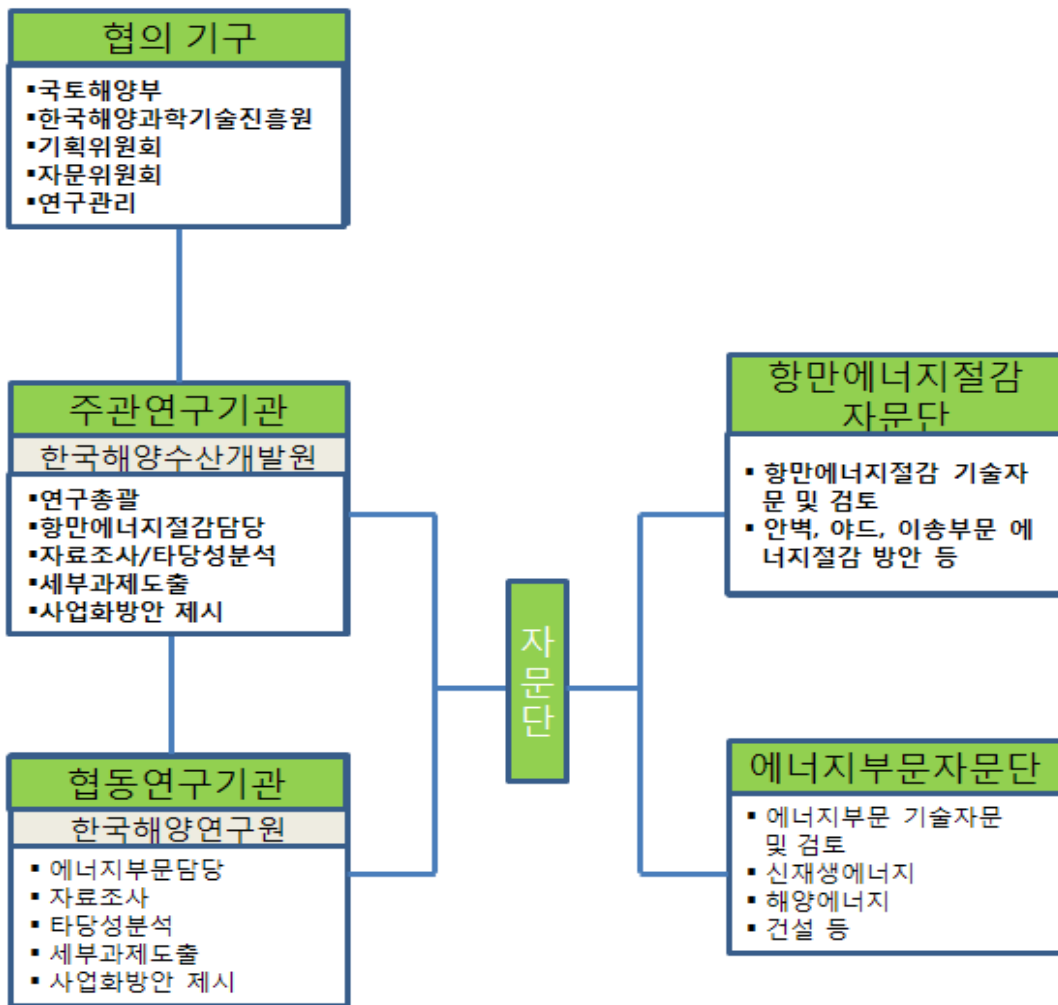 협의 기구
▪국토해양부
▪한국해양과학기술진흥원
▪기획위원회
▪자문위원회
▪연구관리
주관연구기관
한국해양수산개발원
▪연구총괄
▪항만에너지절감담당
▪자료조사/타당성분석
▪세부과제도출
▪사업화방안 제시
협동연구기관
한국해양연구원
▪ 에너지부문담당
▪ 자료조사
▪ 타당성분석
▪ 세부과제도출
▪ 사업화방안 제시
자문단
항만에너지절감
자문단
▪ 항만에너지절감 기술자
문 및 검토
▪ 안벽, 야드, 이송부문 에
너지절감 방안 등
에너지부문자문단
▪ 에너지부문 기술자문
및 검토
▪ 신재생에너지
▪ 해양에너지
▪ 건설 등